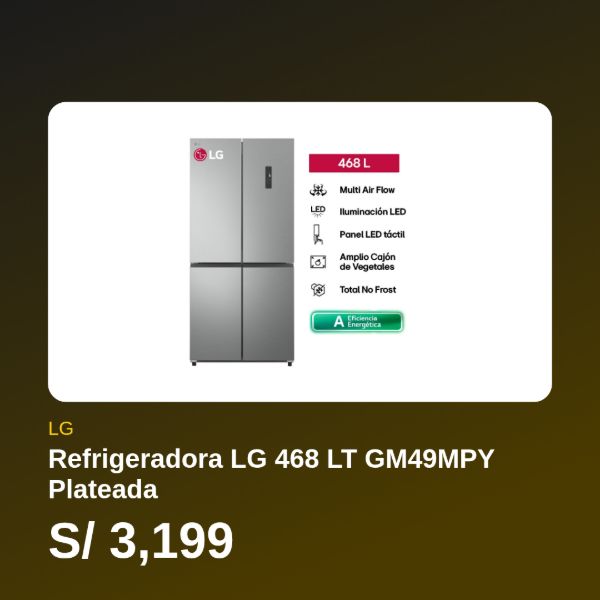 LG
468 L
Multi Air Flow
LED
Iluminación LED
Panel LED táctil
Amplio Cajón
de Vegetales
Total No Frost
A Eficiencia
Energética
LG
Refrigeradora LG 468 LT GM49MPY
Plateada
S/ 3,199